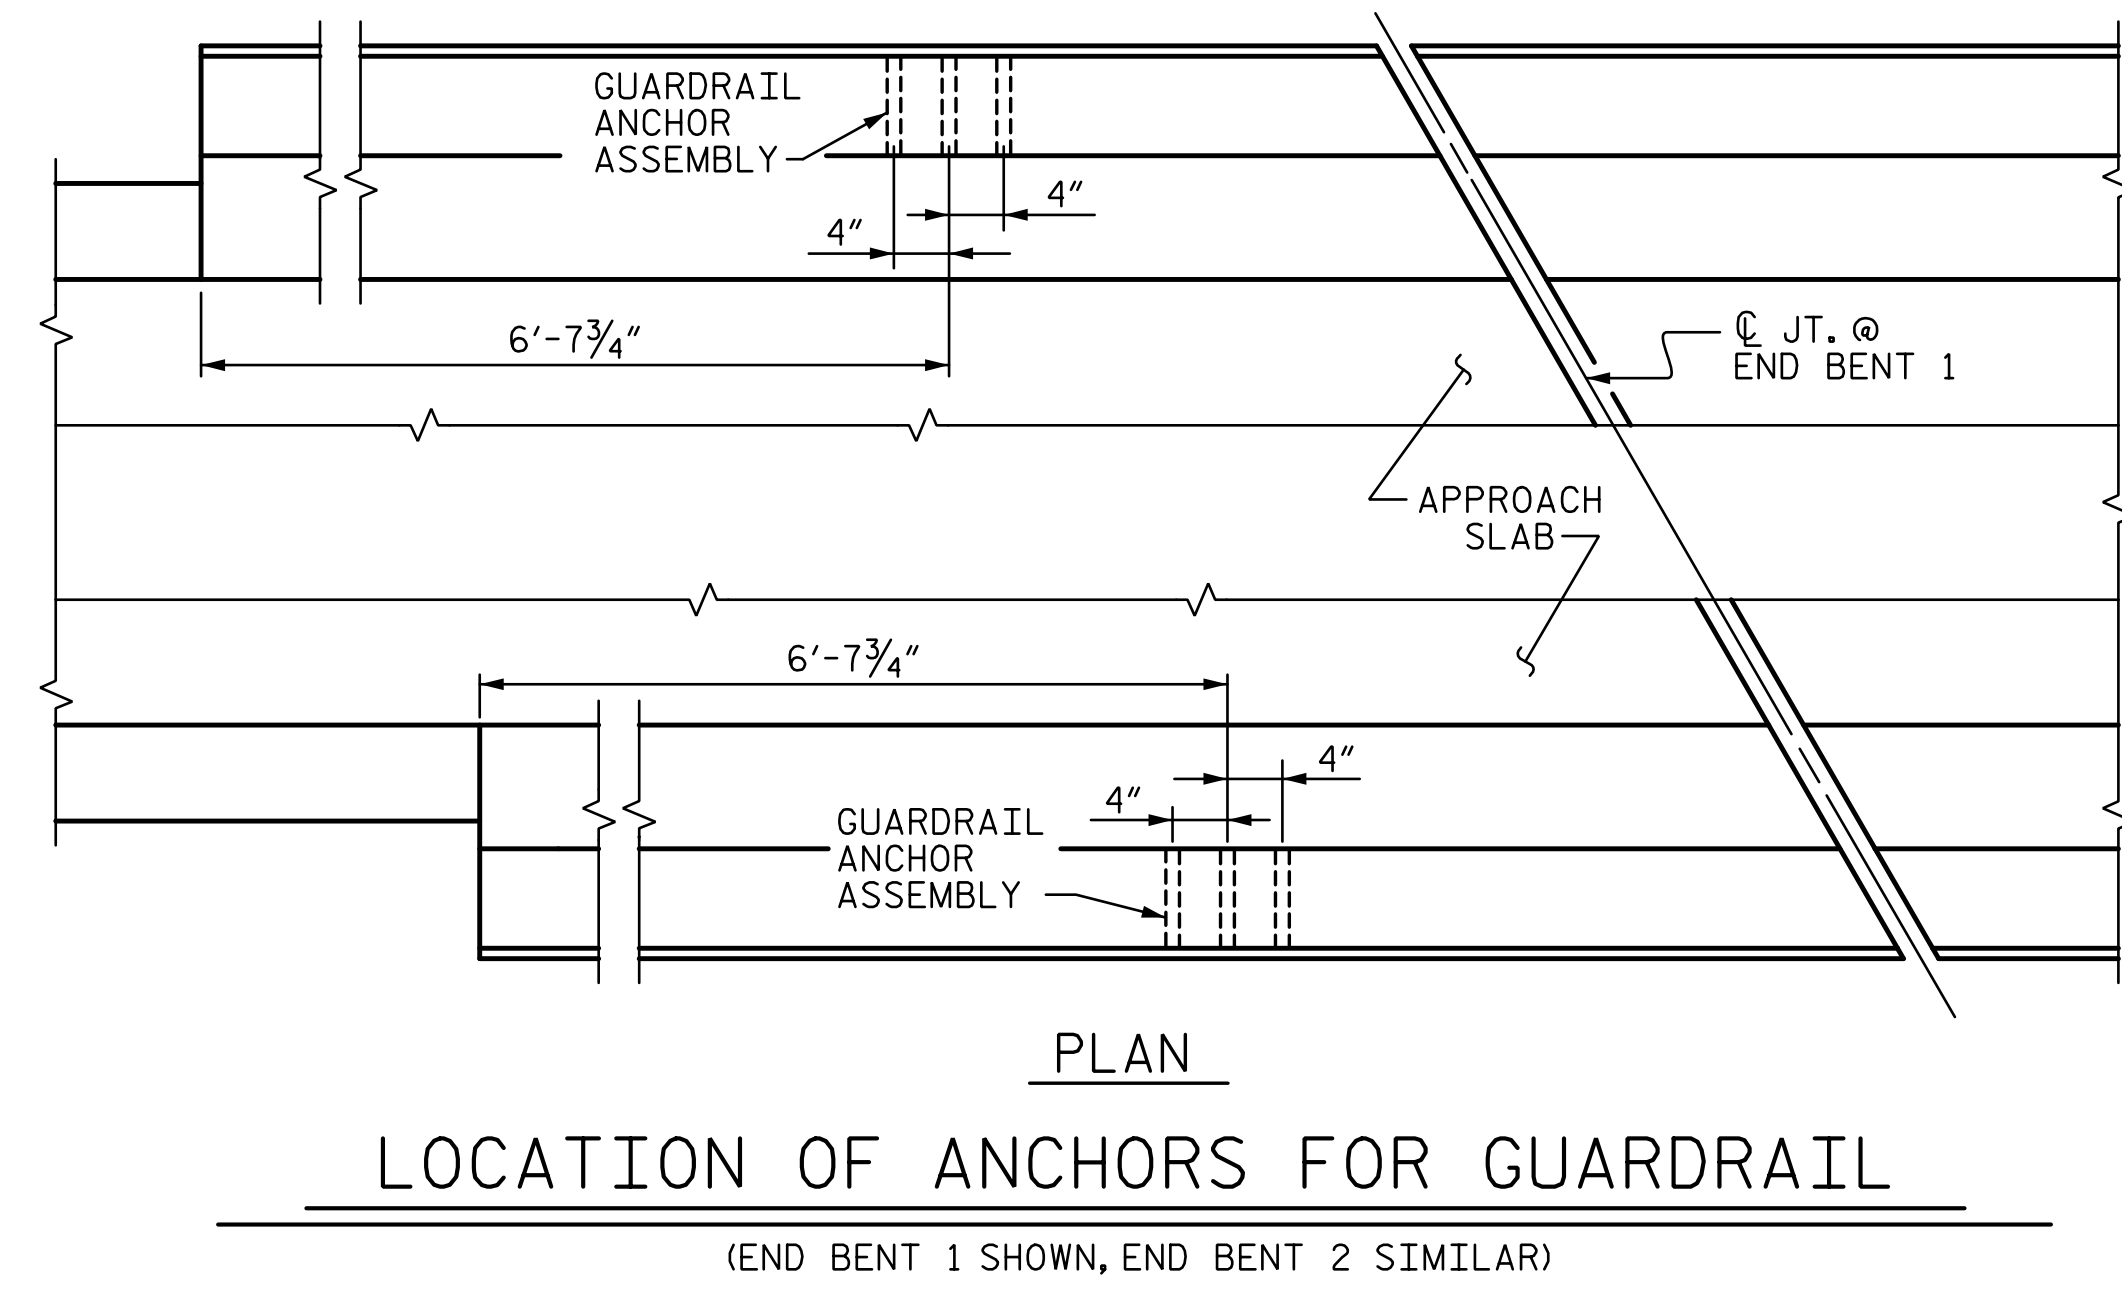 GUARDRAIL
ANCHOR
ASSEMBLY
4"
4"
6'-7¾"
℄ JT. @
END BENT 1
APPROACH
SLAB
6'-7¾"
4"
4"
GUARDRAIL
ANCHOR
ASSEMBLY
PLAN
LOCATION OF ANCHORS FOR GUARDRAIL
(END BENT 1 SHOWN, END BENT 2 SIMILAR)